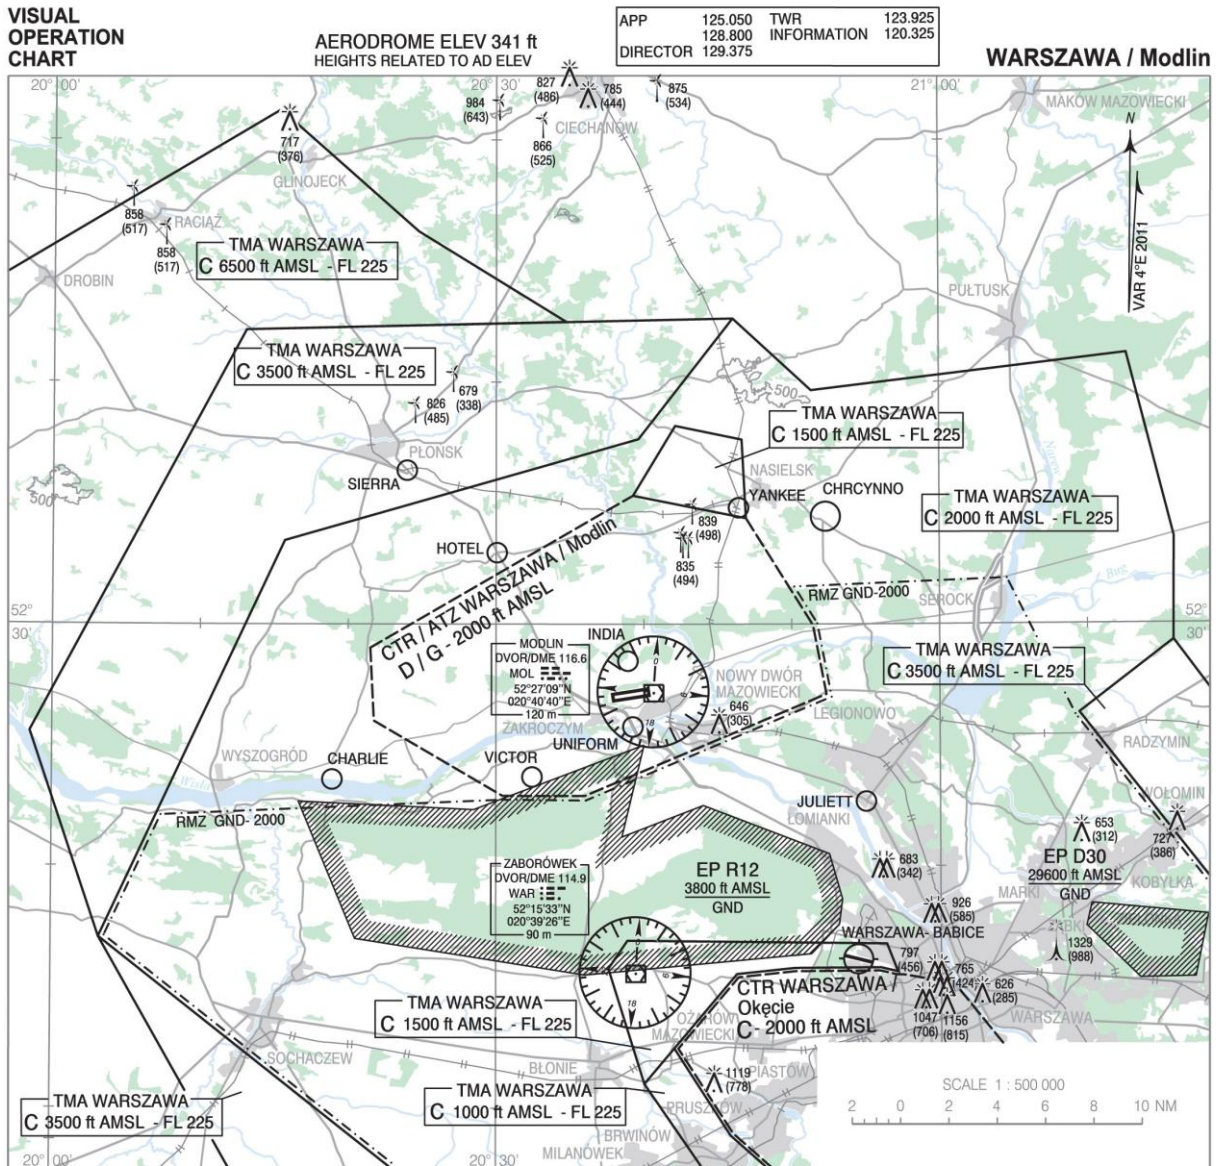 VISUAL
OPERATION
CHART
AERODROME ELEV 341 ft
HEIGHTS RELATED TO AD ELEV
APP 125.050 TWR 123.925
128.800 INFORMATION 120.325
DIRECTOR 129.375
WARSZAWA / Modlin
20° 00'
20° 30'
21° 00'
827
(486)
785
(444)
875
(534)
984
(643)
866
(525)
CIECHANÓW
MAKÓW MAZOWIECKI
N
VAR 4°E 2011
717
(376)
GLINOJECK
858
(517)
RACIĄŻ
858
(517)
DROBIN
TMA WARSZAWA
C 6500 ft AMSL - FL 225
PUŁTUSK
TMA WARSZAWA
C 3500 ft AMSL - FL 225
679
(338)
826
(485)
500
TMA WARSZAWA
C 1500 ft AMSL - FL 225
PŁOŃSK
SIERRA
500
NASIELSK
YANKEE
CHRCYNNO
Narew
TMA WARSZAWA
C 2000 ft AMSL - FL 225
839
(498)
835
(494)
HOTEL
CTR / ATZ WARSZAWA / Modlin
D / G - 2000 ft AMSL
Bug
RMZ GND-2000
SEROCK
52°
30'
52°
30'
INDIA
MODLIN
DVOR/DME 116.6
MOL
52°27'09"N
020°40'40"E
120 m
0
9
18
NOWY DWÓR
MAZOWIECKI
646
(305)
TMA WARSZAWA
C 3500 ft AMSL - FL 225
LEGIONOWO
ZAKROCZYM
UNIFORM
RADZYMIN
WYSZOGRÓD
CHARLIE
VICTOR
Wisła
RMZ GND- 2000
JULIETT
ŁOMIANKI
WOŁOMIN
653
(312)
727
(386)
EP D30
29600 ft AMSL
GND
KOBYŁKA
683
(342)
MARKI
ZABORÓWEK
DVOR/DME 114.9
WAR
52°15'33"N
020°39'26"E
90 m
EP R12
3800 ft AMSL
GND
926
(585)
WARSZAWA- BABICE
ZĄBKI
1329
(988)
797
(456)
765
(424)
626
(285)
0
9
18
CTR WARSZAWA /
Okęcie
C - 2000 ft AMSL
1047
(706)
1156
(815)
WARSZAWA
TMA WARSZAWA
C 1500 ft AMSL - FL 225
OŻARÓW
MAZOWIECKI
SOCHACZEW
BŁONIE
1119
(778)
PIASTÓW
PRUSZKÓW
TMA WARSZAWA
C 3500 ft AMSL - FL 225
TMA WARSZAWA
C 1000 ft AMSL - FL 225
BRWINÓW
MILANÓWEK
SCALE 1 : 500 000
2 0 2 4 6 8 10 NM
20° 00'
20° 30'